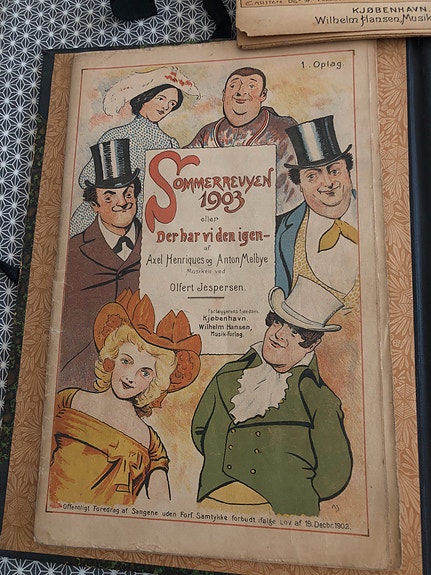 KJØBENHAVN.
Wilhelm Hansen, Musik
1. Oplag.
SOMMERREVYEN
1903
eller
Der har vi den igen-
af
Axel Henriques og Anton Melbye
Musiken ved
Olfert Jespersen.
Forlæggerens Ejendom.
Kjøbenhavn.
Wilhelm Hansen,
Musik-Forlag.
Offentligt Foredrag af Sangene uden Forf. Samtykke forbudt ifølge Lov af 19. Decbr. 1902.